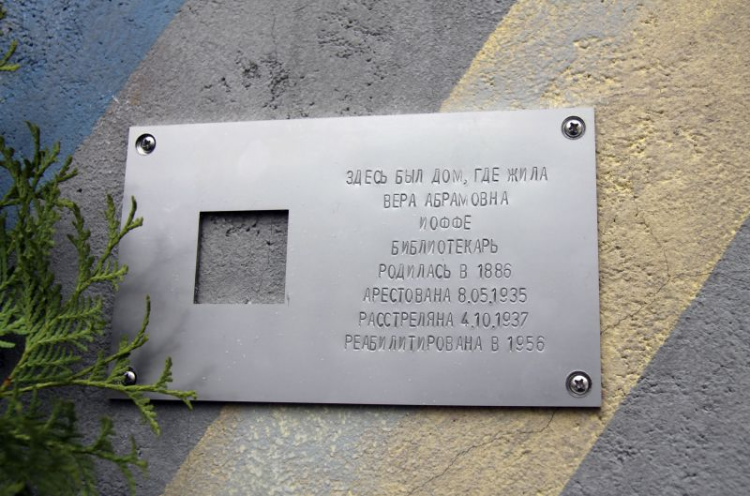 ЗДЕСЬ БЫЛ ДОМ, ГДЕ ЖИЛА
ВЕРА АБРАМОВНА
ИОФФЕ
БИБЛИОТЕКАРЬ
РОДИЛАСЬ В 1886
АРЕСТОВАНА 8.05.1935
РАССТРЕЛЯНА 4.10.1937
РЕАБИЛИТИРОВАНА В 1956